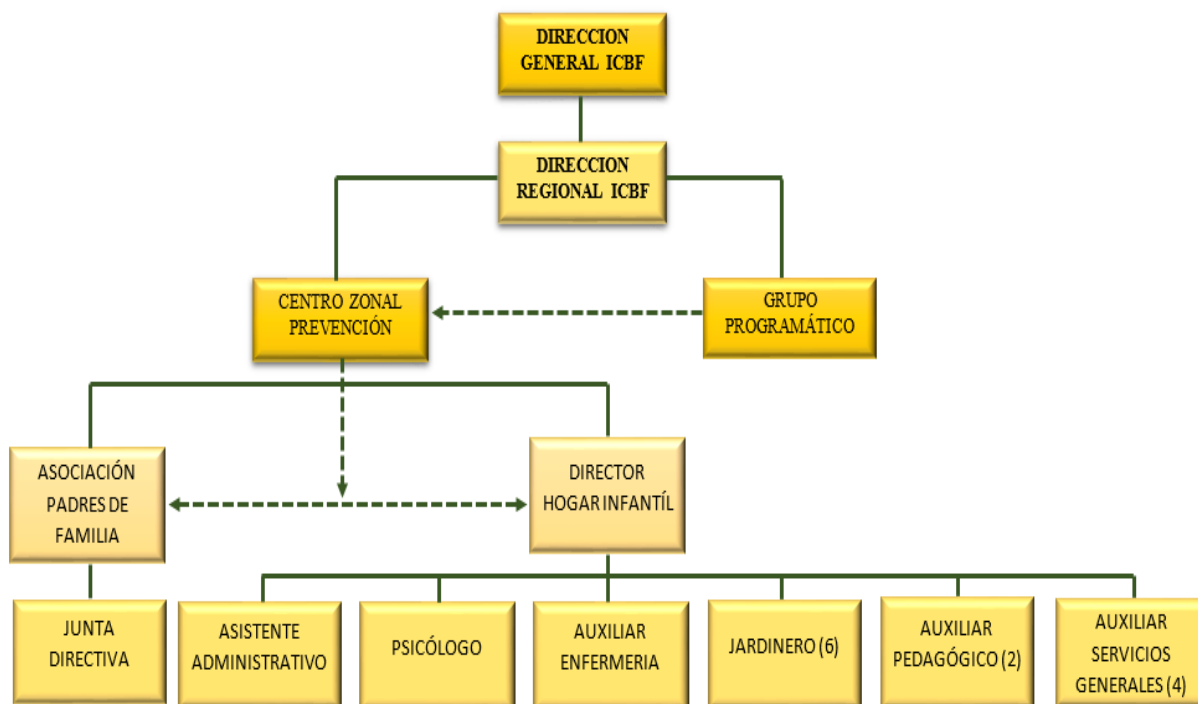 DIRECCION
GENERAL ICBF
DIRECCION
REGIONAL ICBF
CENTRO ZONAL
PREVENCIÓN
GRUPO
PROGRAMÁTICO
ASOCIACIÓN
PADRES DE
FAMILIA
DIRECTOR
HOGAR INFANTÍL
JUNTA
DIRECTIVA
ASISTENTE
ADMINISTRATIVO
PSICÓLOGO
AUXILIAR
ENFERMERIA
JARDINERO (6)
AUXILIAR
PEDAGÓGICO (2)
AUXILIAR
SERVICIOS
GENERALES (4)